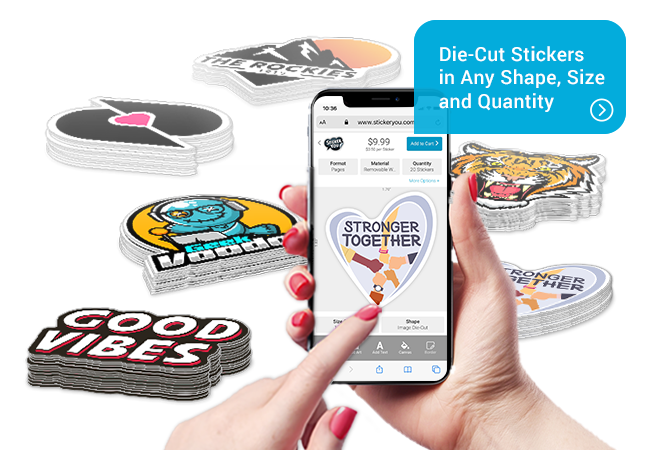 Die-Cut Stickers
in Any Shape, Size
and Quantity
THE ROCKIES
10:36
AA
www.stickeryou.com
$9.99
Add to Cart
Format
Material
Quantity
Pages
Removable W...
20 Stickers
More Options
STRONGER
TOGETHER
Geek
Voodoo
STRONGER
TOGETHER
GOOD
VIBES
Size
Shape
Image Die-Cut
Add Text
Canvas